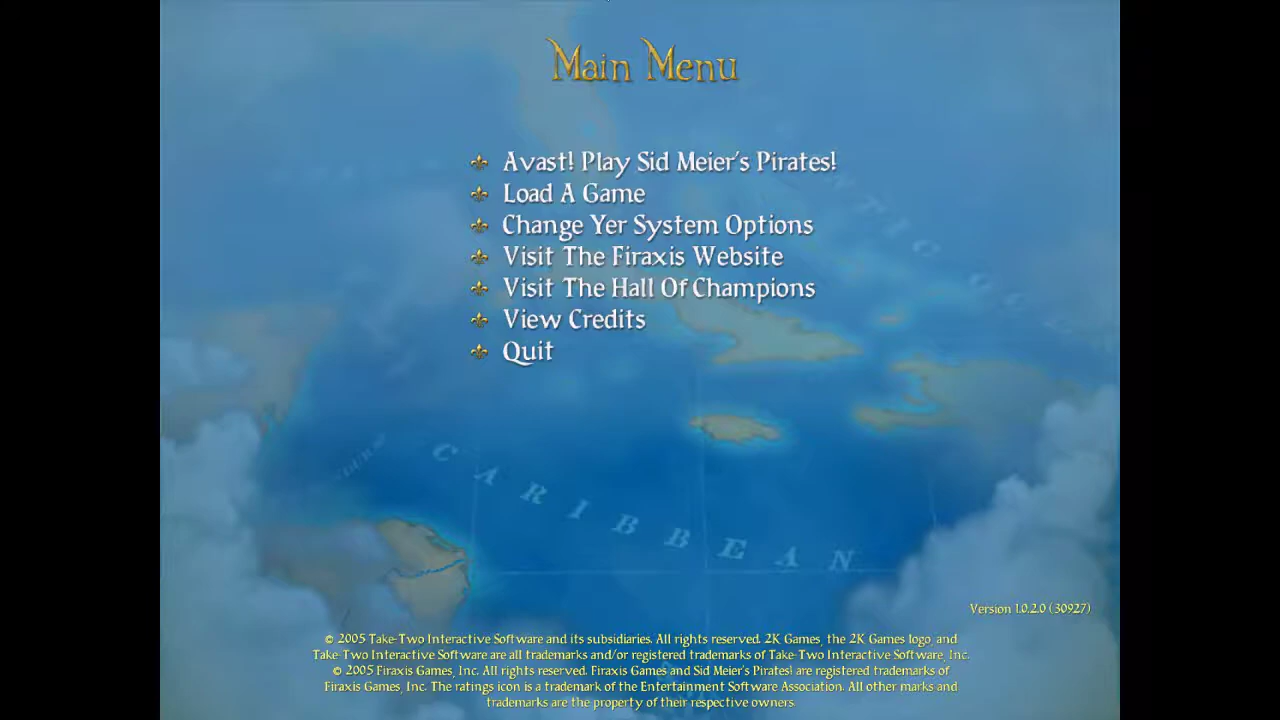 Main Menu
Avast! Play Sid Meier's Pirates!
Load A Game
Change Yer System Options
Visit The Firaxis Website
Visit The Hall Of Champions
View Credits
Quit
CARIBBEAN
Version 1.0.2.0 (30927)
© 2005 Take-Two Interactive Software and its subsidiaries. All rights reserved. 2K Games, the 2K Games logo, and
Take-Two Interactive Software are all trademarks and/or registered trademarks of Take-Two Interactive Software, Inc.
© 2005 Firaxis Games, Inc. All rights reserved. Firaxis Games and Sid Meier's Pirates! are registered trademarks of
Firaxis Games, Inc. The ratings icon is a trademark of the Entertainment Software Association. All other marks and
trademarks are the property of their respective owners